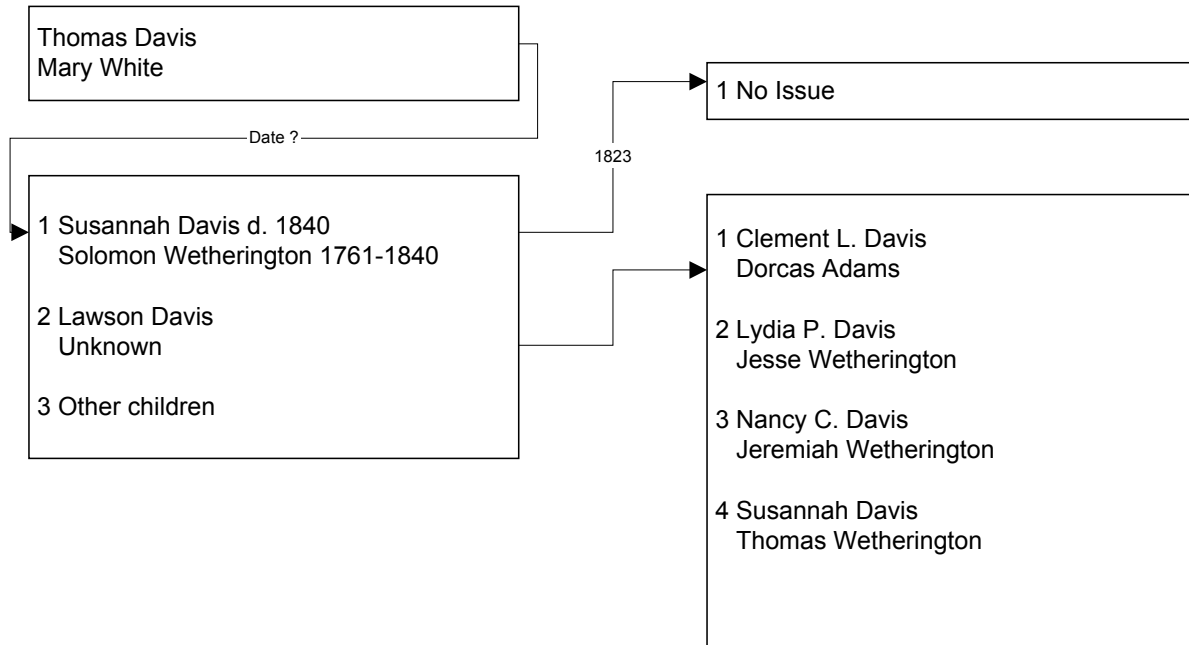 Thomas Davis
Mary White
Date ?
1 Susannah Davis d. 1840
Solomon Wetherington 1761-1840
2 Lawson Davis
Unknown
3 Other children
1823
1 No Issue
1 Clement L. Davis
Dorcas Adams
2 Lydia P. Davis
Jesse Wetherington
3 Nancy C. Davis
Jeremiah Wetherington
4 Susannah Davis
Thomas Wetherington